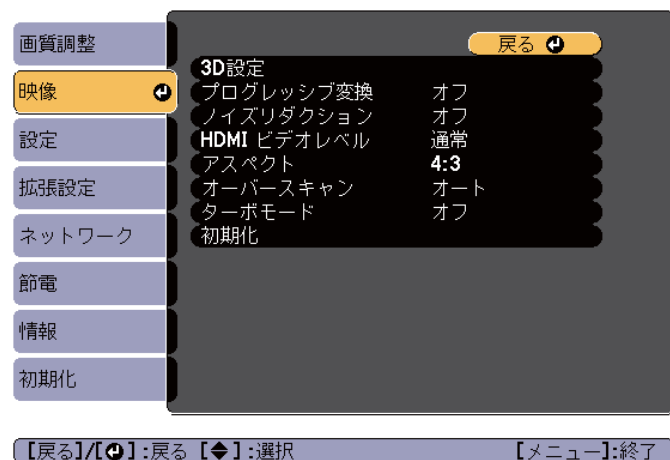 画質調整
映像
設定
拡張設定
ネットワーク
節電
情報
初期化
戻る
3D設定
プログレッシブ変換 オフ
ノイズリダクション オフ
HDMI ビデオレベル 通常
アスペクト 4:3
オーバースキャン オート
ターボモード オフ
初期化
[戻る]/[ ]:戻る [ ]:選択 [メニュー]:終了